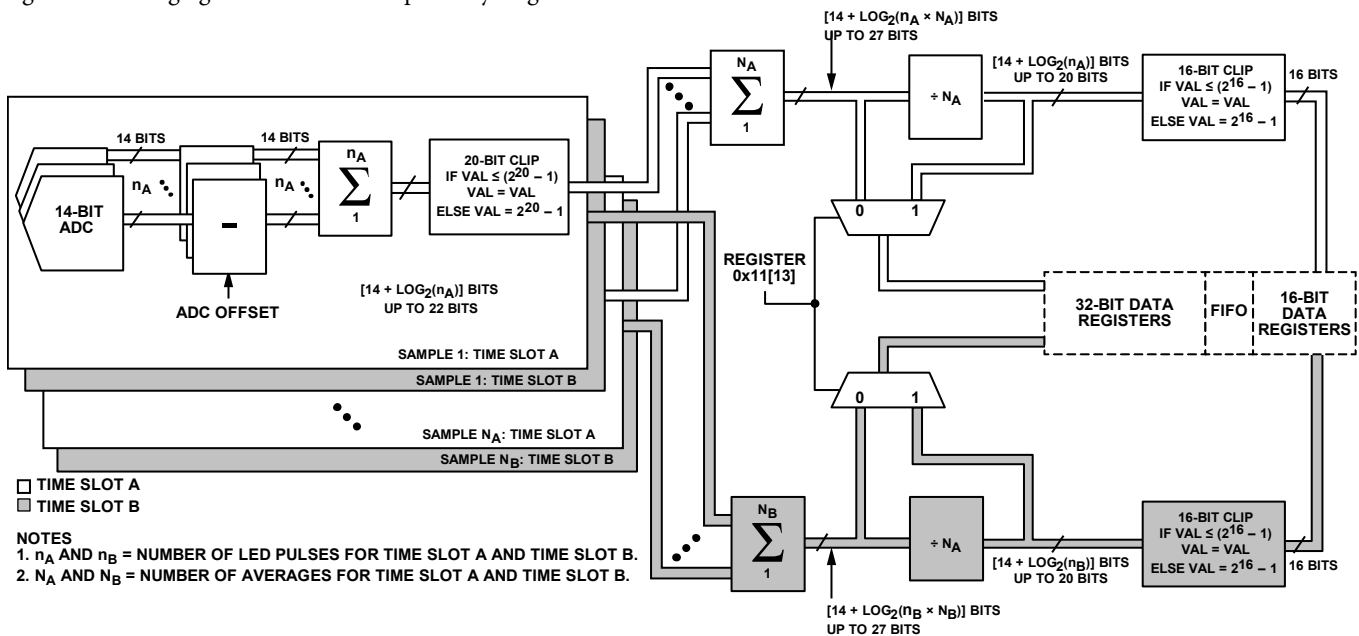 [14 + LOG2(nA × NA)] BITS
UP TO 27 BITS
NA
Σ
1
÷ NA
[14 + LOG2(nA)] BITS
UP TO 20 BITS
16-BIT CLIP
IF VAL ≤ (2^16 – 1)
VAL = VAL
ELSE VAL = 2^16 – 1
16 BITS
14 BITS
14 BITS
nA
nA
14-BIT
ADC
–
ADC OFFSET
nA
Σ
1
20-BIT CLIP
IF VAL ≤ (2^20 – 1)
VAL = VAL
ELSE VAL = 2^20 – 1
[14 + LOG2(nA)] BITS
UP TO 22 BITS
SAMPLE 1: TIME SLOT A
SAMPLE 1: TIME SLOT B
SAMPLE NA: TIME SLOT A
SAMPLE NB: TIME SLOT B
0 1
REGISTER
0x11[13]
32-BIT DATA
REGISTERS
FIFO
16-BIT
DATA
REGISTERS
0 1
TIME SLOT A
TIME SLOT B
NOTES
1. nA AND nB = NUMBER OF LED PULSES FOR TIME SLOT A AND TIME SLOT B.
2. NA AND NB = NUMBER OF AVERAGES FOR TIME SLOT A AND TIME SLOT B.
NB
Σ
1
÷ NA
[14 + LOG2(nB)] BITS
UP TO 20 BITS
16-BIT CLIP
IF VAL ≤ (2^16 – 1)
VAL = VAL
ELSE VAL = 2^16 – 1
16 BITS
[14 + LOG2(nB × NB)] BITS
UP TO 27 BITS